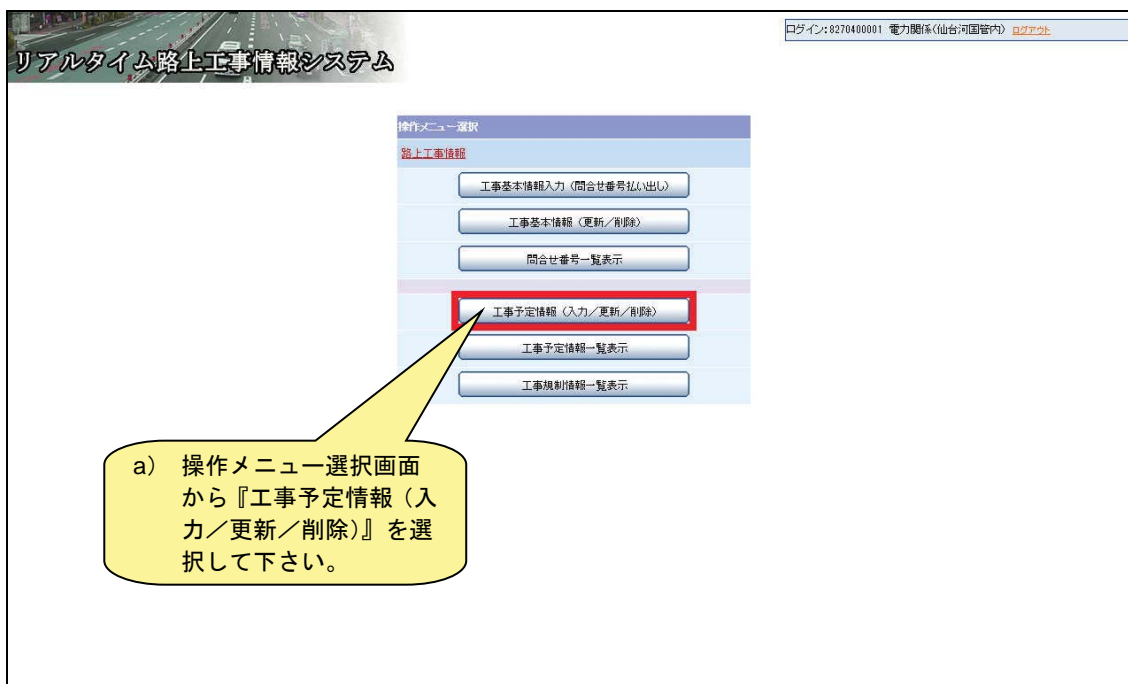 リアルタイム路上工事情報システム
ログイン:8270400001 電力関係(仙台河国管内) ログアウト
操作メニュー選択
路上工事情報
工事基本情報入力（問合せ番号払い出し）
工事基本情報（更新／削除）
問合せ番号一覧表示
工事予定情報（入力／更新／削除）
工事予定情報一覧表示
工事規制情報一覧表示
a） 操作メニュー選択画面
から『工事予定情報（入
力／更新／削除）』を選
択して下さい。